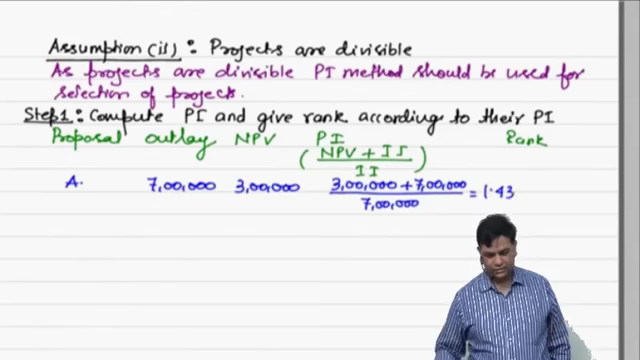 Assumption (ii): Projects are divisible
As projects are divisible PI method should be used for
selection of projects.
Step1: Compute PI and give rank according to their PI
Proposal outlay NPV PI Rank
(NPV + II / II)
A. 7,00,000 3,00,000 3,00,000 + 7,00,000 / 7,00,000 = 1.43